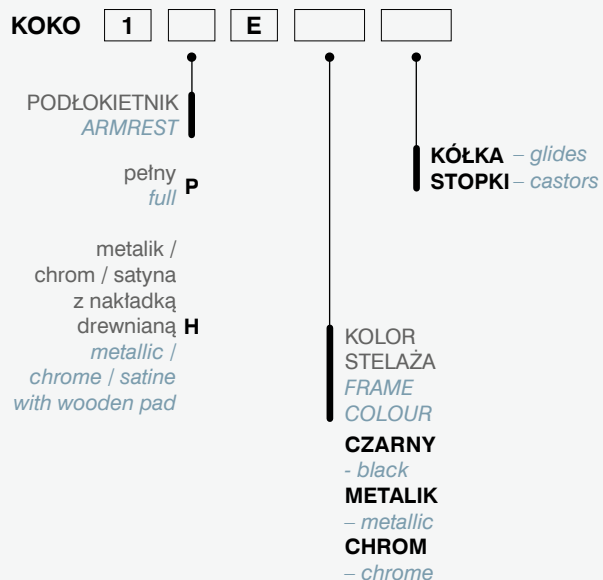 KOKO 1 E
PODŁOKIETNIK
ARMREST
pełny
full P
metalik /
chrom / satyna
z nakładką
drewnianą H
metallic /
chrome / satine
with wooden pad
KÓŁKA – glides
STOPKI – castors
KOLOR
STELAŻA
FRAME
COLOUR
CZARNY
- black
METALIK
– metallic
CHROM
– chrome